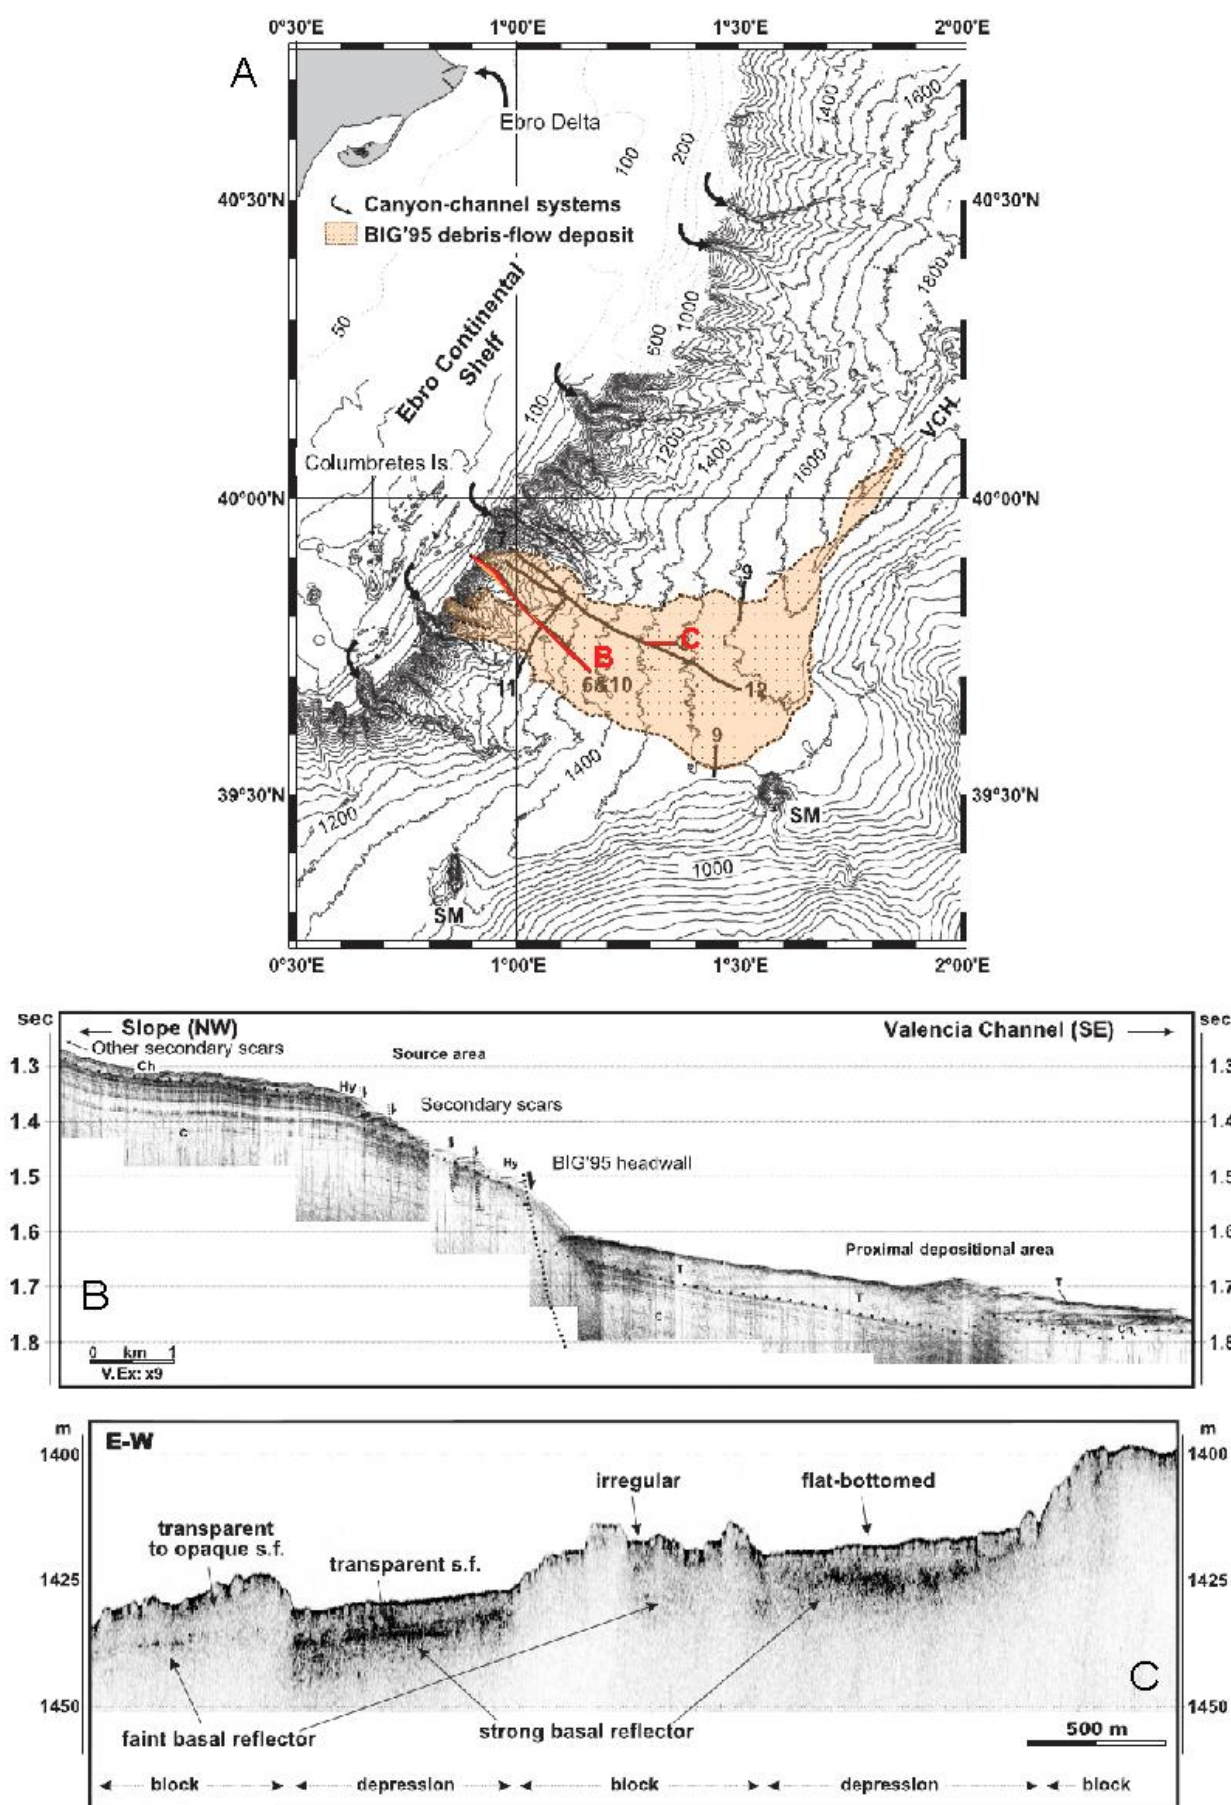 0°30'E 1°00'E 1°30'E 2°00'E
A
Ebro Delta
100
200
1400
1600
40°30'N 40°30'N
Canyon-channel systems
BIG'95 debris-flow deposit
1800
50
Ebro Continental
Shelf
600
1000
100
1200
1400
1600
VCH
Columbretes Is.
40°00'N 40°00'N
9
B
C
11
6&10
12
9
1400
39°30'N 39°30'N
1200
SM
1000
SM
0°30'E 1°00'E 1°30'E 2°00'E
sec sec
Slope (NW) Valencia Channel (SE)
Other secondary scars
Source area
1.3 1.3
Ch
Hy
Secondary scars
1.4 1.4
c
Hy
BIG'95 headwall
1.5 1.5
1.6 1.6
Proximal depositional area
T
T
T
1.7 1.7
B
c
Ch
1.8 1.8
0 km 1
V.Ex: x9
m m
E-W
1400 1400
irregular flat-bottomed
transparent
to opaque s.f.
transparent s.f.
1425 1425
C
1450 1450
faint basal reflector strong basal reflector
500 m
block depression block depression block